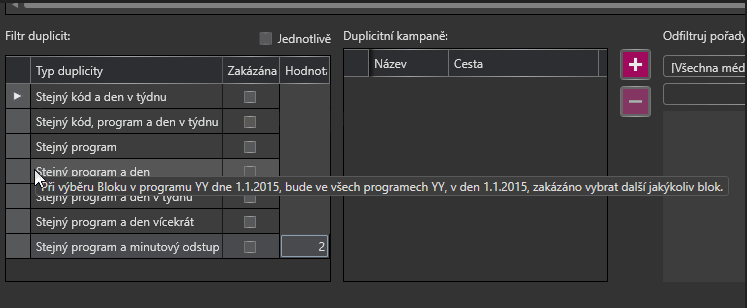 Filtr duplicit:
Jednotlivě
Typ duplicity Zakázána Hodnot
Stejný kód a den v týdnu
Stejný kód, program a den v týdnu
Stejný program
Stejný program a den
Při výběru Bloku v programu YY dne 1.1.2015, bude ve všech programech YY, v den 1.1.2015, zakázáno vybrat další jakýkoliv blok.
Stejný program a den v týdnu
Stejný program a den vícekrát
Stejný program a minutový odstup 2
Duplicitní kampaně:
Název Cesta
Odfiltruj pořady
[Všechna méd